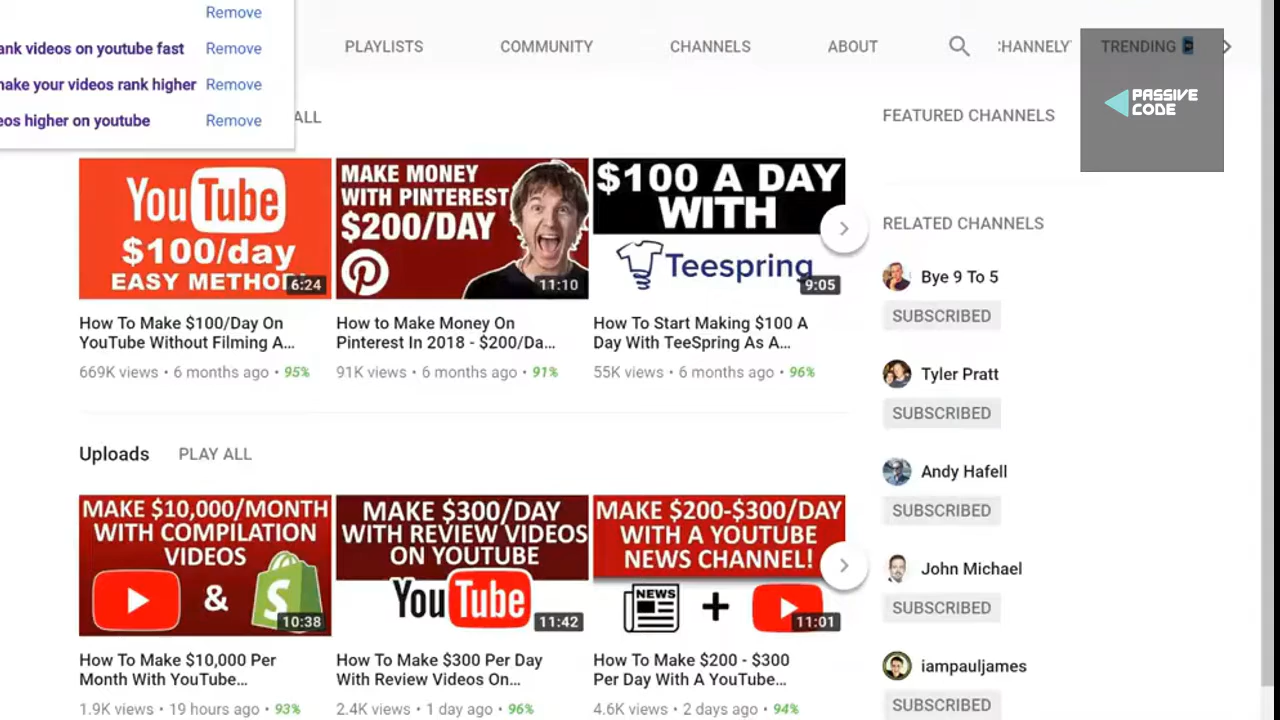 Remove
ank videos on youtube fast Remove
nake your videos rank higher Remove
eos higher on youtube Remove
PLAYLISTS COMMUNITY CHANNELS ABOUT :HANNELY TRENDING
ALL
FEATURED CHANNELS
PASSIVE
CODE
YouTube
$100/day
EASY METHOD
6:24
MAKE MONEY
WITH PINTEREST
$200/DAY
11:10
$100 A DAY
WITH
Teespring
9:05
How To Make $100/Day On
YouTube Without Filming A...
669K views • 6 months ago • 95%
How to Make Money On
Pinterest In 2018 - $200/Da...
91K views • 6 months ago • 91%
How To Start Making $100 A
Day With TeeSpring As A...
55K views • 6 months ago • 96%
RELATED CHANNELS
Bye 9 To 5
SUBSCRIBED
Tyler Pratt
SUBSCRIBED
Andy Hafell
SUBSCRIBED
John Michael
SUBSCRIBED
iampauljames
SUBSCRIBED
Uploads PLAY ALL
MAKE $10,000/MONTH
WITH COMPILATION
VIDEOS
&
10:38
MAKE $300/DAY
WITH REVIEW VIDEOS
ON YOUTUBE
YouTube
11:42
MAKE $200-$300/DAY
WITH A YOUTUBE
NEWS CHANNEL!
NEWS +
11:01
How To Make $10,000 Per
Month With YouTube...
1.9K views • 19 hours ago • 93%
How To Make $300 Per Day
With Review Videos On...
2.4K views • 1 day ago • 96%
How To Make $200 - $300
Per Day With A YouTube...
4.6K views • 2 days ago • 94%